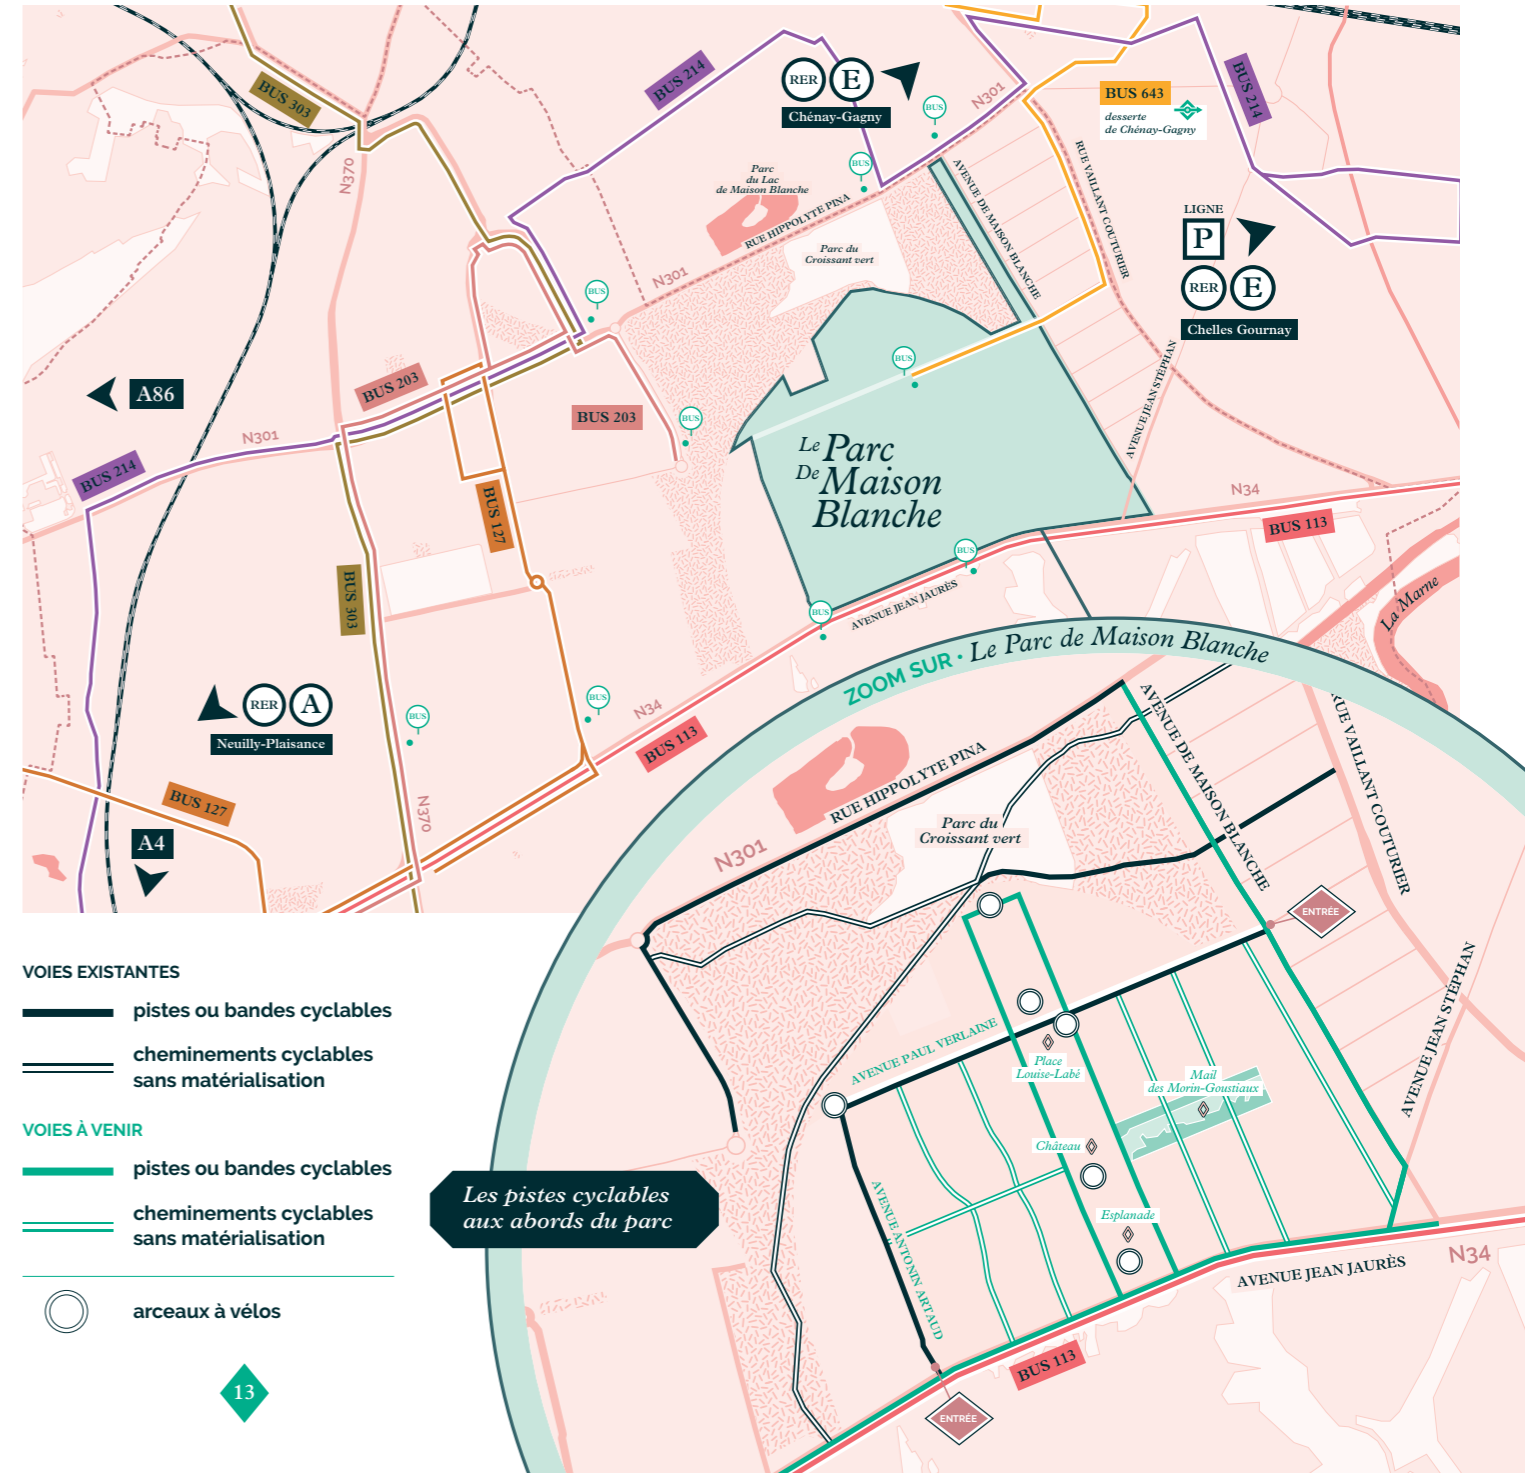 BUS 303
BUS 214
RER E
Chénay-Gagny
BUS
N301
BUS 643
desserte
de Chénay-Gagny
BUS 214
N370
Parc
du Lac
de Maison Blanche
BUS
RUE HIPPOLYTE PINA
AVENUE DE MAISON BLANCHE
RUE VAILLANT COUTURIER
LIGNE
P
RER E
Chelles Gournay
Parc du
Croissant vert
N301
BUS
BUS
A86
BUS 203
BUS 203
BUS
N301
BUS 214
BUS 127
Le Parc
De Maison
Blanche
AVENUE JEAN STÉPHAN
N34
BUS 113
BUS 303
BUS
BUS
AVENUE JEAN JAURÈS
La Marne
RER A
Neuilly-Plaisance
BUS
BUS
N34
BUS 113
BUS 127
N370
A4
ZOOM SUR • Le Parc de Maison Blanche
RUE HIPPOLYTE PINA
AVENUE DE MAISON BLANCHE
RUE VAILLANT COUTURIER
N301
Parc du
Croissant vert
ENTRÉE
AVENUE JEAN STÉPHAN
AVENUE PAUL VERLAINE
Place
Louise-Labé
Mail
des Morin-Goustiaux
Château
Esplanade
AVENUE ANTONIN ARTAUD
AVENUE JEAN JAURÈS
N34
BUS 113
ENTRÉE
Les pistes cyclables
aux abords du parc
VOIES EXISTANTES
pistes ou bandes cyclables
cheminements cyclables
sans matérialisation
VOIES À VENIR
pistes ou bandes cyclables
cheminements cyclables
sans matérialisation
arceaux à vélos
13